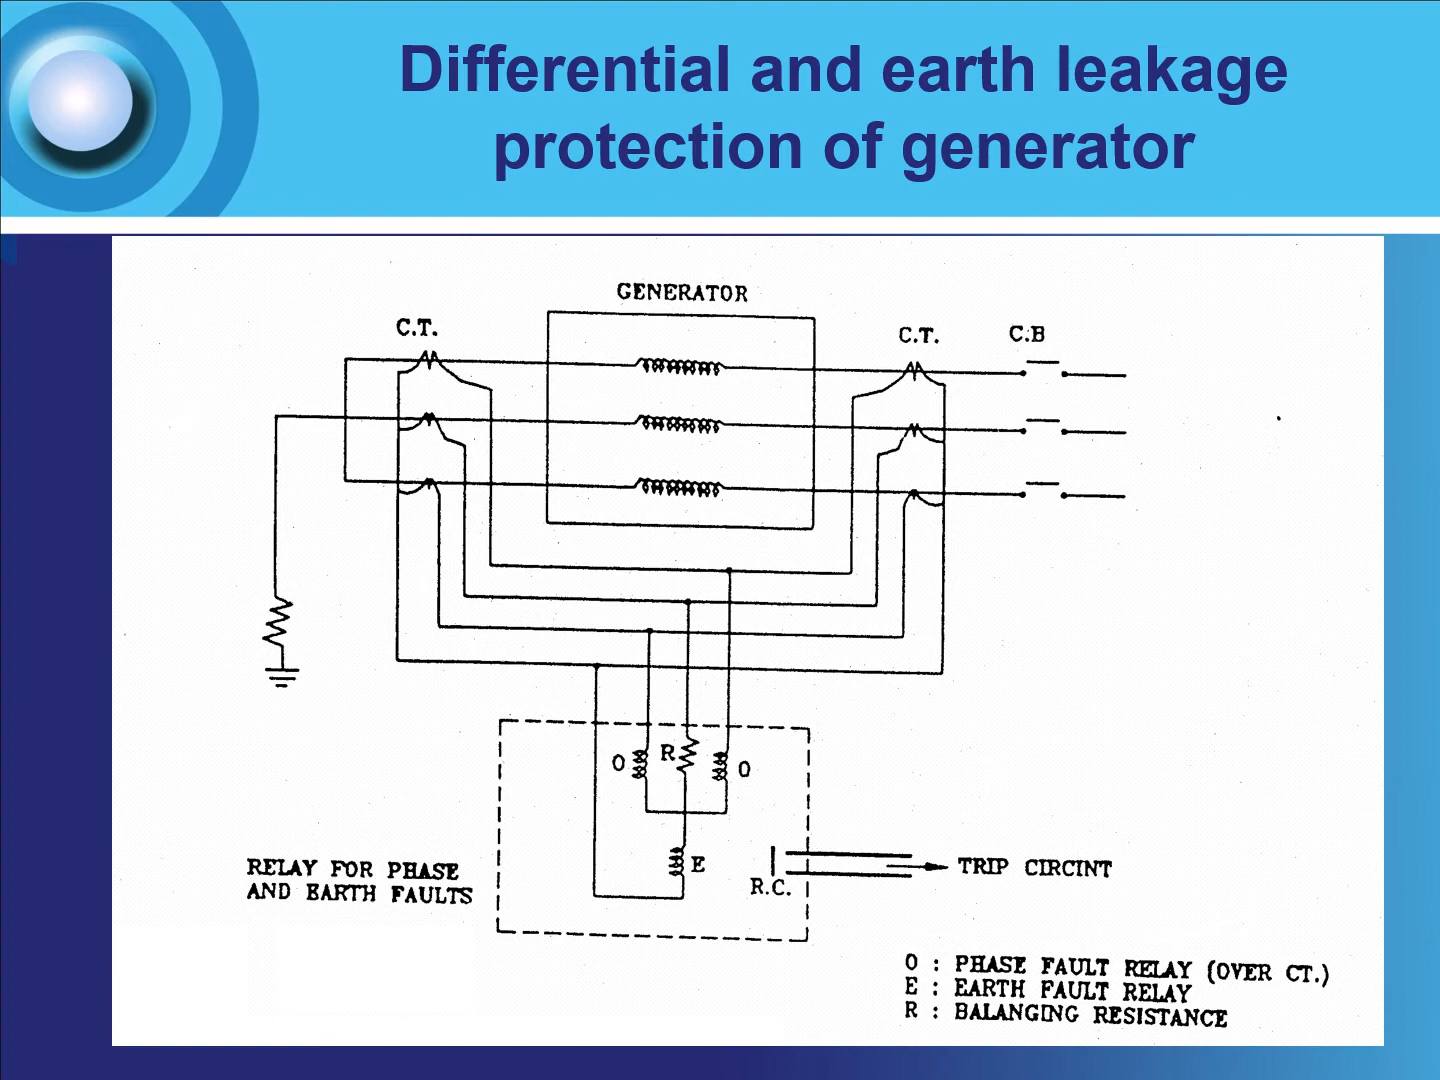 Differential and earth leakage
protection of generator
GENERATOR
C.T.
C.T.
C.B
O
R
O
E
R.C.
TRIP CIRCINT
RELAY FOR PHASE
AND EARTH FAULTS
O : PHASE FAULT RELAY (OVER CT.)
E : EARTH FAULT RELAY
R : BALANGING RESISTANCE